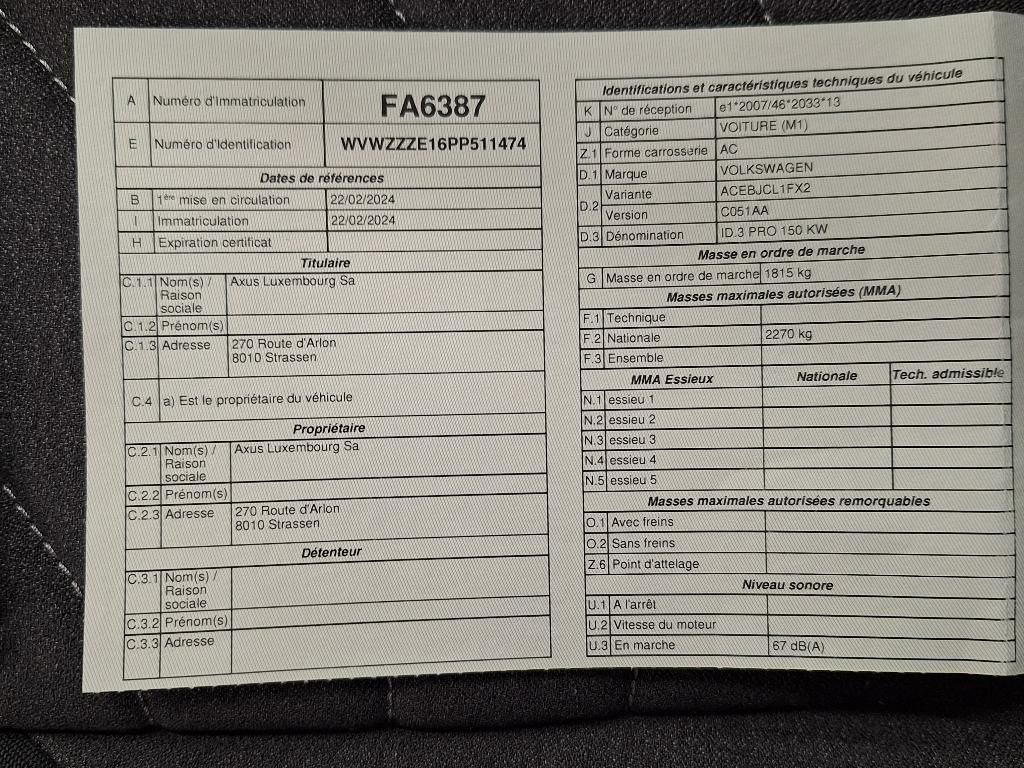 A Numéro d'Immatriculation FA6387
E Numéro d'Identification WVWZZZE16PP511474
Dates de références
B 1ère mise en circulation 22/02/2024
I Immatriculation 22/02/2024
H Expiration certificat
Titulaire
C.1.1 Nom(s) / Axus Luxembourg Sa
Raison
sociale
C.1.2 Prénom(s)
C.1.3 Adresse 270 Route d'Arlon
8010 Strassen
C.4 a) Est le propriétaire du véhicule
Propriétaire
C.2.1 Nom(s) / Axus Luxembourg Sa
Raison
sociale
C.2.2 Prénom(s)
C.2.3 Adresse 270 Route d'Arlon
8010 Strassen
Détenteur
C.3.1 Nom(s) /
Raison
sociale
C.3.2 Prénom(s)
C.3.3 Adresse
Identifications et caractéristiques techniques du véhicule
K N° de réception e1*2007/46*2033*13
J Catégorie VOITURE (M1)
Z.1 Forme carrosserie AC
D.1 Marque VOLKSWAGEN
D.2 Variante ACEBJCL1FX2
Version C051AA
D.3 Dénomination ID.3 PRO 150 KW
Masse en ordre de marche
G Masse en ordre de marche 1815 kg
Masses maximales autorisées (MMA)
F.1 Technique
F.2 Nationale 2270 kg
F.3 Ensemble
MMA Essieux Nationale Tech. admissible
N.1 essieu 1
N.2 essieu 2
N.3 essieu 3
N.4 essieu 4
N.5 essieu 5
Masses maximales autorisées remorquables
O.1 Avec freins
O.2 Sans freins
Z.6 Point d'attelage
Niveau sonore
U.1 A l'arrêt
U.2 Vitesse du moteur
U.3 En marche 67 dB(A)